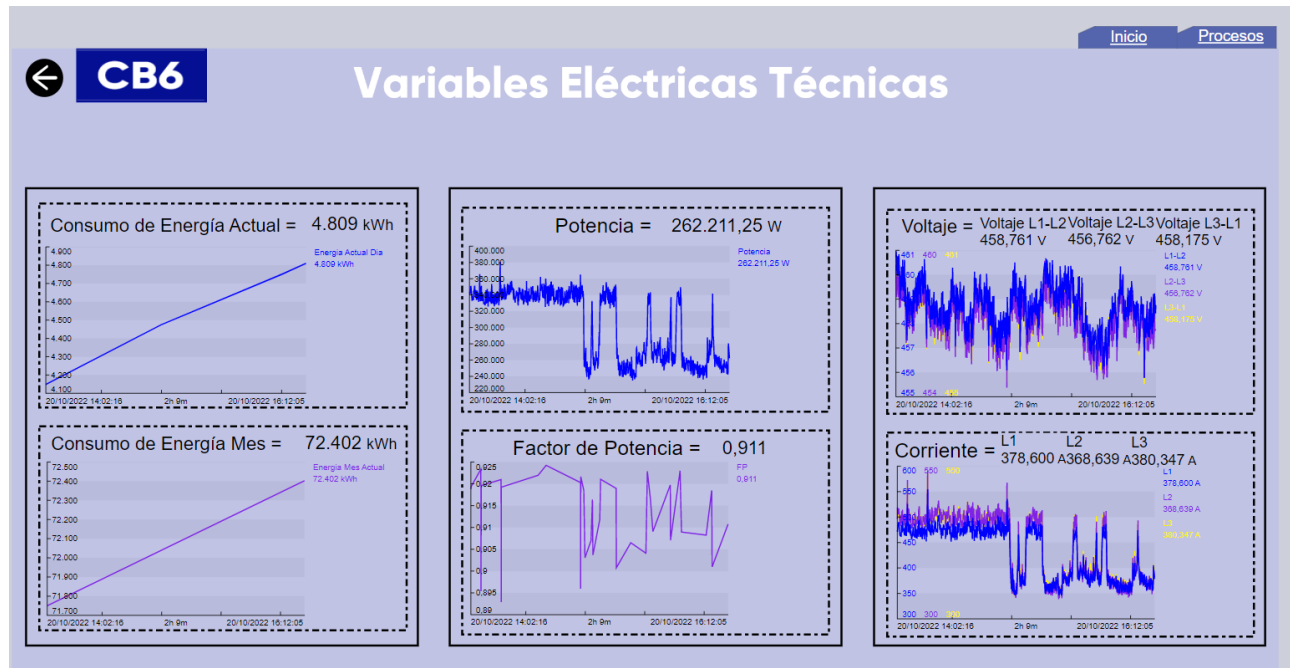 Inicio Procesos
CB6
Variables Eléctricas Técnicas
Consumo de Energía Actual = 4.809 kWh
4.900
4.800
4.700
4.600
4.500
4.400
4.300
4.200
4.100
Energia Actual Dia
4.809 kWh
20/10/2022 14:02:16 2h 9m 20/10/2022 16:12:05
Consumo de Energía Mes = 72.402 kWh
72.500
72.400
72.300
72.200
72.100
72.000
71.900
71.800
71.700
Energia Mes Actual
72.402 kWh
20/10/2022 14:02:16 2h 9m 20/10/2022 16:12:05
Potencia = 262.211,25 W
400.000
380.000
360.000
340.000
320.000
300.000
280.000
260.000
240.000
220.000
Potencia
262.211,25 W
20/10/2022 14:02:16 2h 9m 20/10/2022 16:12:05
Factor de Potencia = 0,911
0,925
0,92
0,915
0,91
0,905
0,9
0,895
0,89
FP
0,911
20/10/2022 14:02:16 2h 9m 20/10/2022 16:12:05
Voltaje = Voltaje L1-L2 Voltaje L2-L3 Voltaje L3-L1
458,761 V 456,762 V 458,175 V
461 460 461
457
456
455 454
L1-L2
458,761 V
L2-L3
456,762 V
L3-L1
458,175 V
20/10/2022 14:02:16 2h 9m 20/10/2022 16:12:05
Corriente = L1 L2 L3
378,600 A 368,639 A 380,347 A
600 550 550
550
450
400
350
300 300 300
L1
378,600 A
L2
368,639 A
L3
380,347 A
20/10/2022 14:02:16 2h 9m 20/10/2022 16:12:05